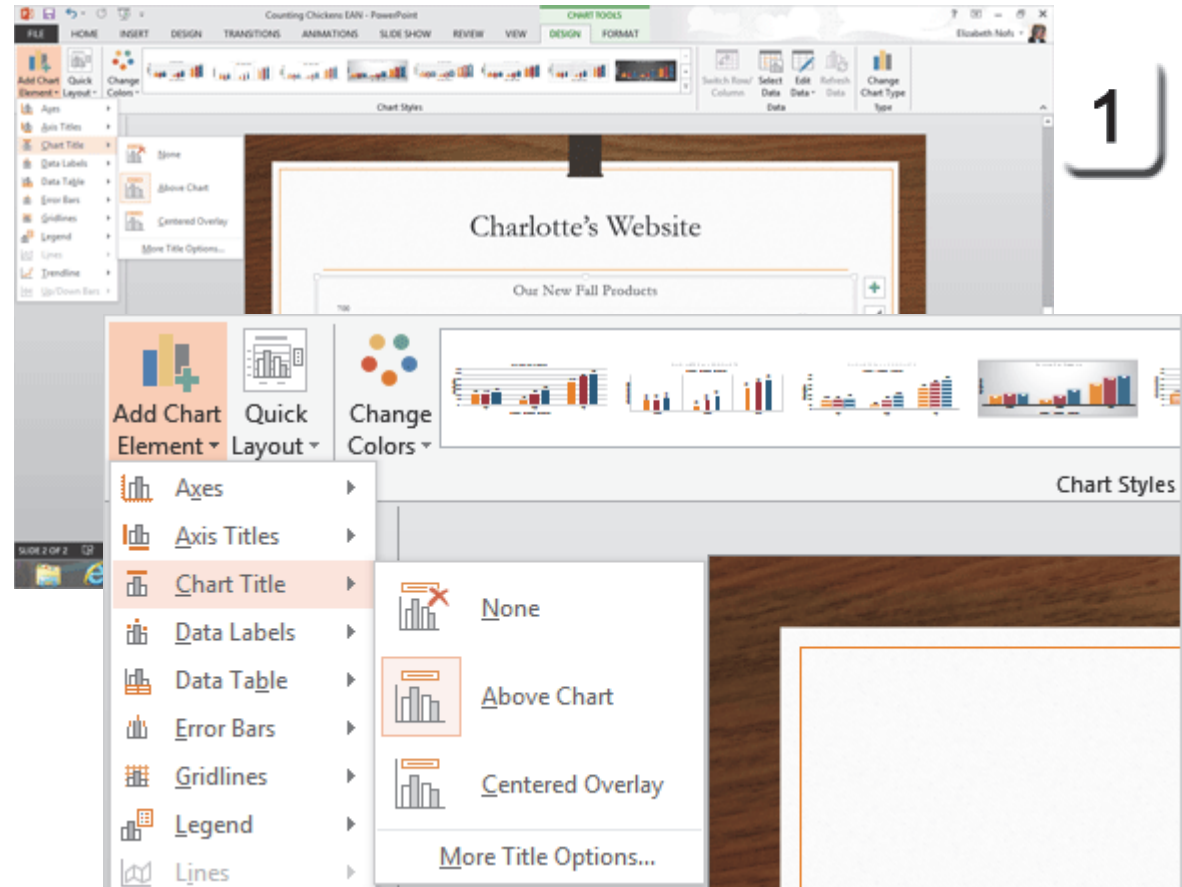 Counting Chickens EAN - PowerPoint
CHART TOOLS
? 
FILE HOME INSERT DESIGN TRANSITIONS ANIMATIONS SLIDE SHOW REVIEW VIEW DESIGN FORMAT
Elizabeth Nofs
Add Chart Element Quick Layout Change Colors
Switch Row/ Column Select Data Edit Data Refresh Data Change Chart Type
Chart Styles
Data
Type
Axes
Axis Titles
Chart Title
Data Labels
Data Table
Error Bars
Gridlines
Legend
Lines
Trendline
Up/Down Bars
None
Above Chart
Centered Overlay
More Title Options...
1
Charlotte's Website
Our New Fall Products
700
Add Chart
Element
Quick
Layout
Change
Colors
Chart Styles
Axes
Axis Titles
Chart Title
Data Labels
Data Table
Error Bars
Gridlines
Legend
Lines
None
Above Chart
Centered Overlay
More Title Options...
SLIDE 2 OF 2